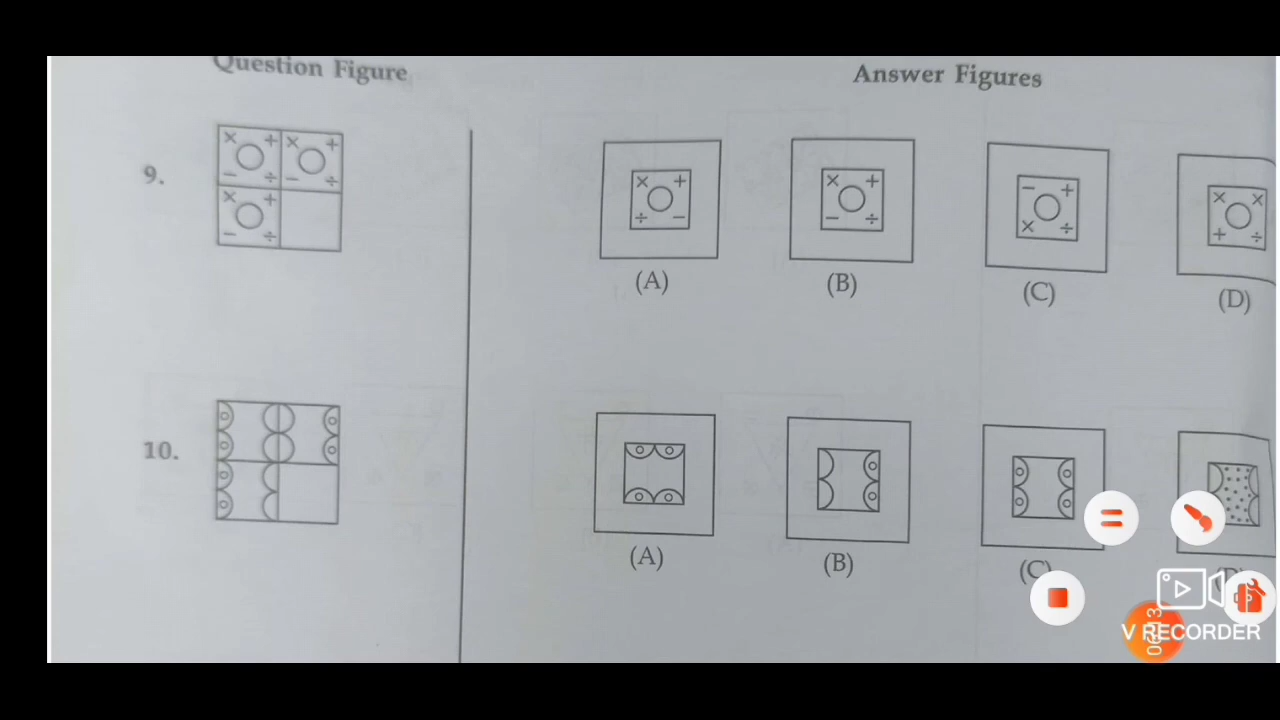 Question Figure
Answer Figures
9.
× + × +
− ÷ − ÷
× +
− ÷
× +
÷ −
(A)
× +
− ÷
(B)
− +
× ÷
(C)
× ×
+ ÷
(D)
10.
(A)
(B)
(C)
V RECORDER